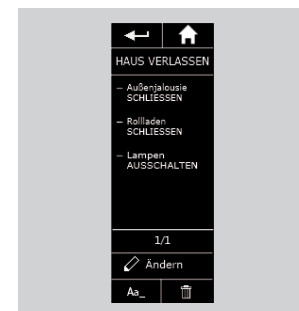 HAUS VERLASSEN
– Außenjalousie
SCHLIESSEN
– Rollladen
SCHLIESSEN
– Lampen
AUSSCHALTEN
1/1
Ändern
Aa_